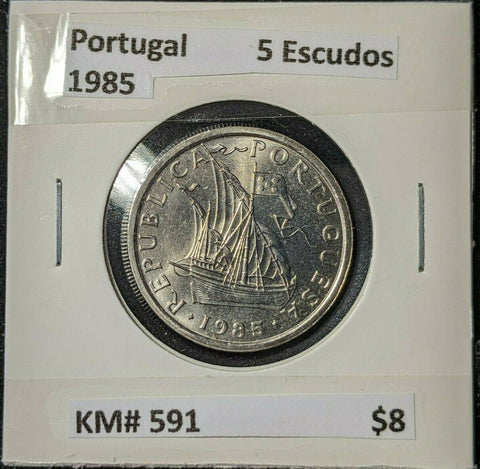 Portugal 5 Escudos
1985
REPUBLICA PORTUGUESA
·1985·
KM# 591 $8